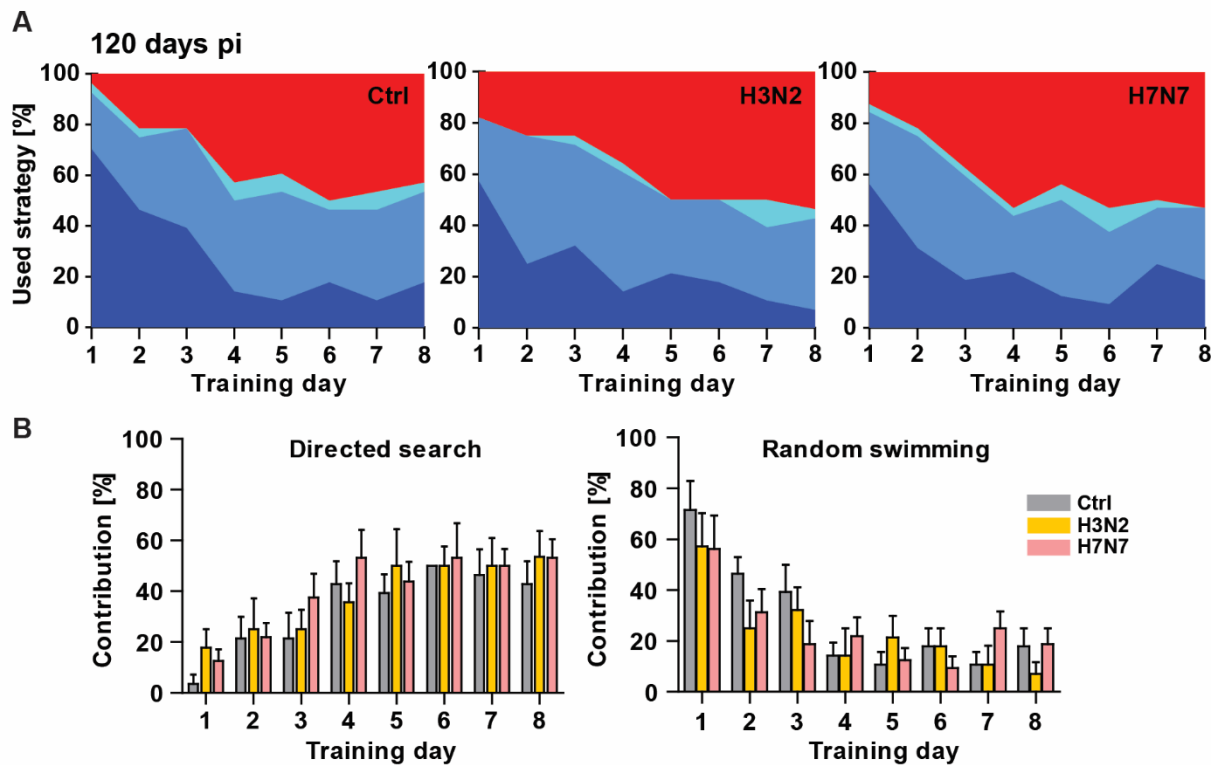 A
120 days pi
Used strategy [%]
100
80
60
40
20
0
Ctrl
1 2 3 4 5 6 7 8
Training day
100
80
60
40
20
0
H3N2
1 2 3 4 5 6 7 8
Training day
100
80
60
40
20
0
H7N7
1 2 3 4 5 6 7 8
Training day
B
Directed search
Contribution [%]
100
80
60
40
20
0
1 2 3 4 5 6 7 8
Training day
Random swimming
Contribution [%]
100
80
60
40
20
0
1 2 3 4 5 6 7 8
Training day
Ctrl
H3N2
H7N7